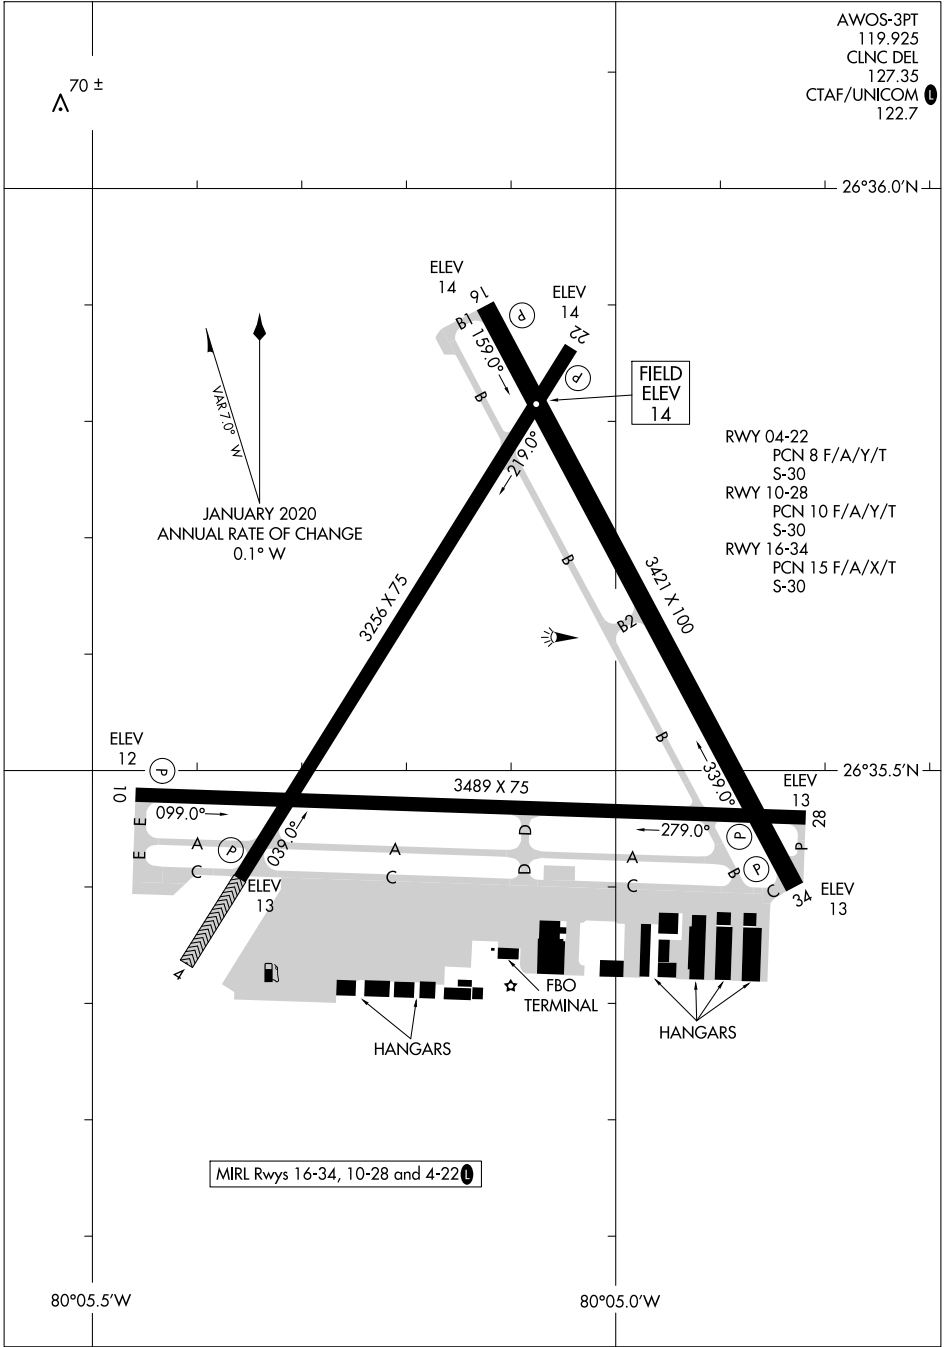 AWOS-3PT
119.925
CLNC DEL
127.35
CTAF/UNICOM L
122.7
70 ±
26°36.0'N
ELEV
14
16
ELEV
14
22
B1
159.0°
B
FIELD
ELEV
14
VAR 7.0° W
219.0°
RWY 04-22
PCN 8 F/A/Y/T
S-30
RWY 10-28
PCN 10 F/A/Y/T
S-30
RWY 16-34
PCN 15 F/A/X/T
S-30
JANUARY 2020
ANNUAL RATE OF CHANGE
0.1° W
P
P
B
3256 X 75
3421 X 100
B2
B
ELEV
12
P
26°35.5'N
339.0°
ELEV
13
10
3489 X 75
28
099.0°
039.0°
279.0°
E
E
A
P
A
D
A
P
P
C
C
D
C
B
P
C
34
ELEV
13
ELEV
13
4
FBO
TERMINAL
HANGARS
HANGARS
MIRL Rwys 16-34, 10-28 and 4-22 L
80°05.5'W
80°05.0'W